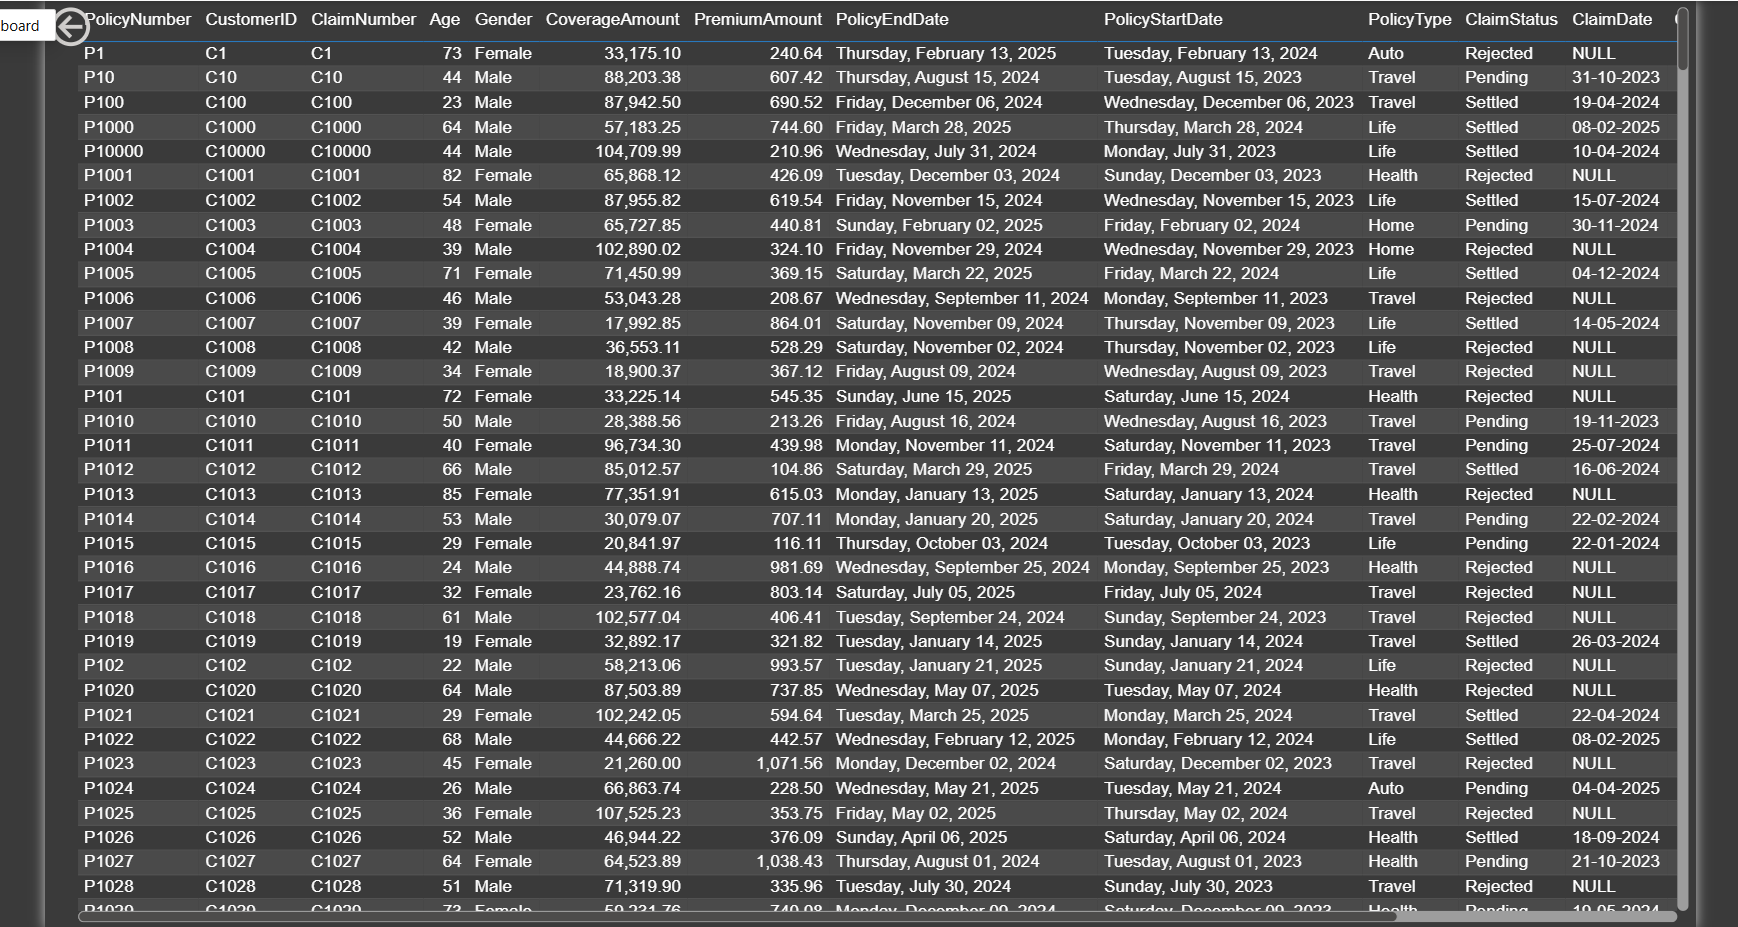 board
PolicyNumber CustomerID ClaimNumber Age Gender CoverageAmount PremiumAmount PolicyEndDate PolicyStartDate PolicyType ClaimStatus ClaimDate
P1 C1 C1 73 Female 33,175.10 240.64 Thursday, February 13, 2025 Tuesday, February 13, 2024 Auto Rejected NULL
P10 C10 C10 44 Male 88,203.38 607.42 Thursday, August 15, 2024 Tuesday, August 15, 2023 Travel Pending 31-10-2023
P100 C100 C100 23 Male 87,942.50 690.52 Friday, December 06, 2024 Wednesday, December 06, 2023 Travel Settled 19-04-2024
P1000 C1000 C1000 64 Male 57,183.25 744.60 Friday, March 28, 2025 Thursday, March 28, 2024 Life Settled 08-02-2025
P10000 C10000 C10000 44 Male 104,709.99 210.96 Wednesday, July 31, 2024 Monday, July 31, 2023 Life Settled 10-04-2024
P1001 C1001 C1001 82 Female 65,868.12 426.09 Tuesday, December 03, 2024 Sunday, December 03, 2023 Health Rejected NULL
P1002 C1002 C1002 54 Male 87,955.82 619.54 Friday, November 15, 2024 Wednesday, November 15, 2023 Life Settled 15-07-2024
P1003 C1003 C1003 48 Female 65,727.85 440.81 Sunday, February 02, 2025 Friday, February 02, 2024 Home Pending 30-11-2024
P1004 C1004 C1004 39 Male 102,890.02 324.10 Friday, November 29, 2024 Wednesday, November 29, 2023 Home Rejected NULL
P1005 C1005 C1005 71 Female 71,450.99 369.15 Saturday, March 22, 2025 Friday, March 22, 2024 Life Settled 04-12-2024
P1006 C1006 C1006 46 Male 53,043.28 208.67 Wednesday, September 11, 2024 Monday, September 11, 2023 Travel Rejected NULL
P1007 C1007 C1007 39 Female 17,992.85 864.01 Saturday, November 09, 2024 Thursday, November 09, 2023 Life Settled 14-05-2024
P1008 C1008 C1008 42 Male 36,553.11 528.29 Saturday, November 02, 2024 Thursday, November 02, 2023 Life Rejected NULL
P1009 C1009 C1009 34 Female 18,900.37 367.12 Friday, August 09, 2024 Wednesday, August 09, 2023 Travel Rejected NULL
P101 C101 C101 72 Female 33,225.14 545.35 Sunday, June 15, 2025 Saturday, June 15, 2024 Health Rejected NULL
P1010 C1010 C1010 50 Male 28,388.56 213.26 Friday, August 16, 2024 Wednesday, August 16, 2023 Travel Pending 19-11-2023
P1011 C1011 C1011 40 Female 96,734.30 439.98 Monday, November 11, 2024 Saturday, November 11, 2023 Travel Pending 25-07-2024
P1012 C1012 C1012 66 Male 85,012.57 104.86 Saturday, March 29, 2025 Friday, March 29, 2024 Travel Settled 16-06-2024
P1013 C1013 C1013 85 Female 77,351.91 615.03 Monday, January 13, 2025 Saturday, January 13, 2024 Health Rejected NULL
P1014 C1014 C1014 53 Male 30,079.07 707.11 Monday, January 20, 2025 Saturday, January 20, 2024 Travel Pending 22-02-2024
P1015 C1015 C1015 29 Female 20,841.97 116.11 Thursday, October 03, 2024 Tuesday, October 03, 2023 Life Pending 22-01-2024
P1016 C1016 C1016 24 Male 44,888.74 981.69 Wednesday, September 25, 2024 Monday, September 25, 2023 Health Rejected NULL
P1017 C1017 C1017 32 Female 23,762.16 803.14 Saturday, July 05, 2025 Friday, July 05, 2024 Travel Rejected NULL
P1018 C1018 C1018 61 Male 102,577.04 406.41 Tuesday, September 24, 2024 Sunday, September 24, 2023 Travel Rejected NULL
P1019 C1019 C1019 19 Female 32,892.17 321.82 Tuesday, January 14, 2025 Sunday, January 14, 2024 Travel Settled 26-03-2024
P102 C102 C102 22 Male 58,213.06 993.57 Tuesday, January 21, 2025 Sunday, January 21, 2024 Life Rejected NULL
P1020 C1020 C1020 64 Male 87,503.89 737.85 Wednesday, May 07, 2025 Tuesday, May 07, 2024 Health Rejected NULL
P1021 C1021 C1021 29 Female 102,242.05 594.64 Tuesday, March 25, 2025 Monday, March 25, 2024 Travel Settled 22-04-2024
P1022 C1022 C1022 68 Male 44,666.22 442.57 Wednesday, February 12, 2025 Monday, February 12, 2024 Life Settled 08-02-2025
P1023 C1023 C1023 45 Female 21,260.00 1,071.56 Monday, December 02, 2024 Saturday, December 02, 2023 Travel Rejected NULL
P1024 C1024 C1024 26 Male 66,863.74 228.50 Wednesday, May 21, 2025 Tuesday, May 21, 2024 Auto Pending 04-04-2025
P1025 C1025 C1025 36 Female 107,525.23 353.75 Friday, May 02, 2025 Thursday, May 02, 2024 Travel Rejected NULL
P1026 C1026 C1026 52 Male 46,944.22 376.09 Sunday, April 06, 2025 Saturday, April 06, 2024 Health Settled 18-09-2024
P1027 C1027 C1027 64 Female 64,523.89 1,038.43 Thursday, August 01, 2024 Tuesday, August 01, 2023 Health Pending 21-10-2023
P1028 C1028 C1028 51 Male 71,319.90 335.96 Tuesday, July 30, 2024 Sunday, July 30, 2023 Travel Rejected NULL
P1029 C1029 C1029 73 Female 59,231.76 740.08 Monday, December 09, 2024 Saturday, December 09, 2023 Health Pending 19-05-2024